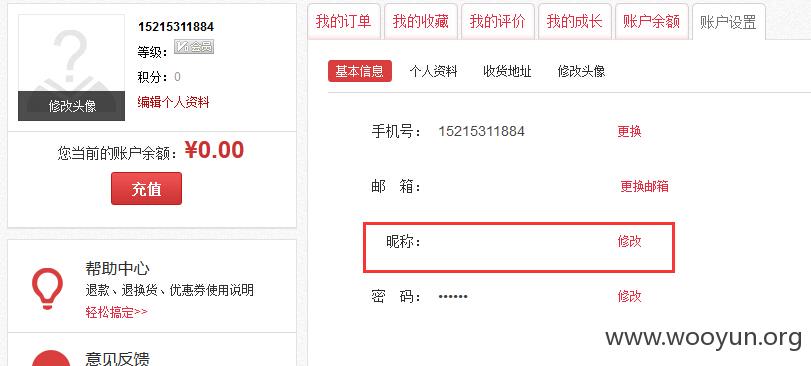 15215311884
等级：V1会员
积分：0
编辑个人资料
修改头像
您当前的账户余额：¥0.00
充值
帮助中心
退款、退换货、优惠券使用说明
轻松搞定>>
意见反馈
我的订单 我的收藏 我的评价 我的成长 账户余额 账户设置
基本信息 个人资料 收货地址 修改头像
手机号： 15215311884 更换
邮 箱： 更换邮箱
昵称： 修改
密 码： •••••• 修改
www.wooyun.org